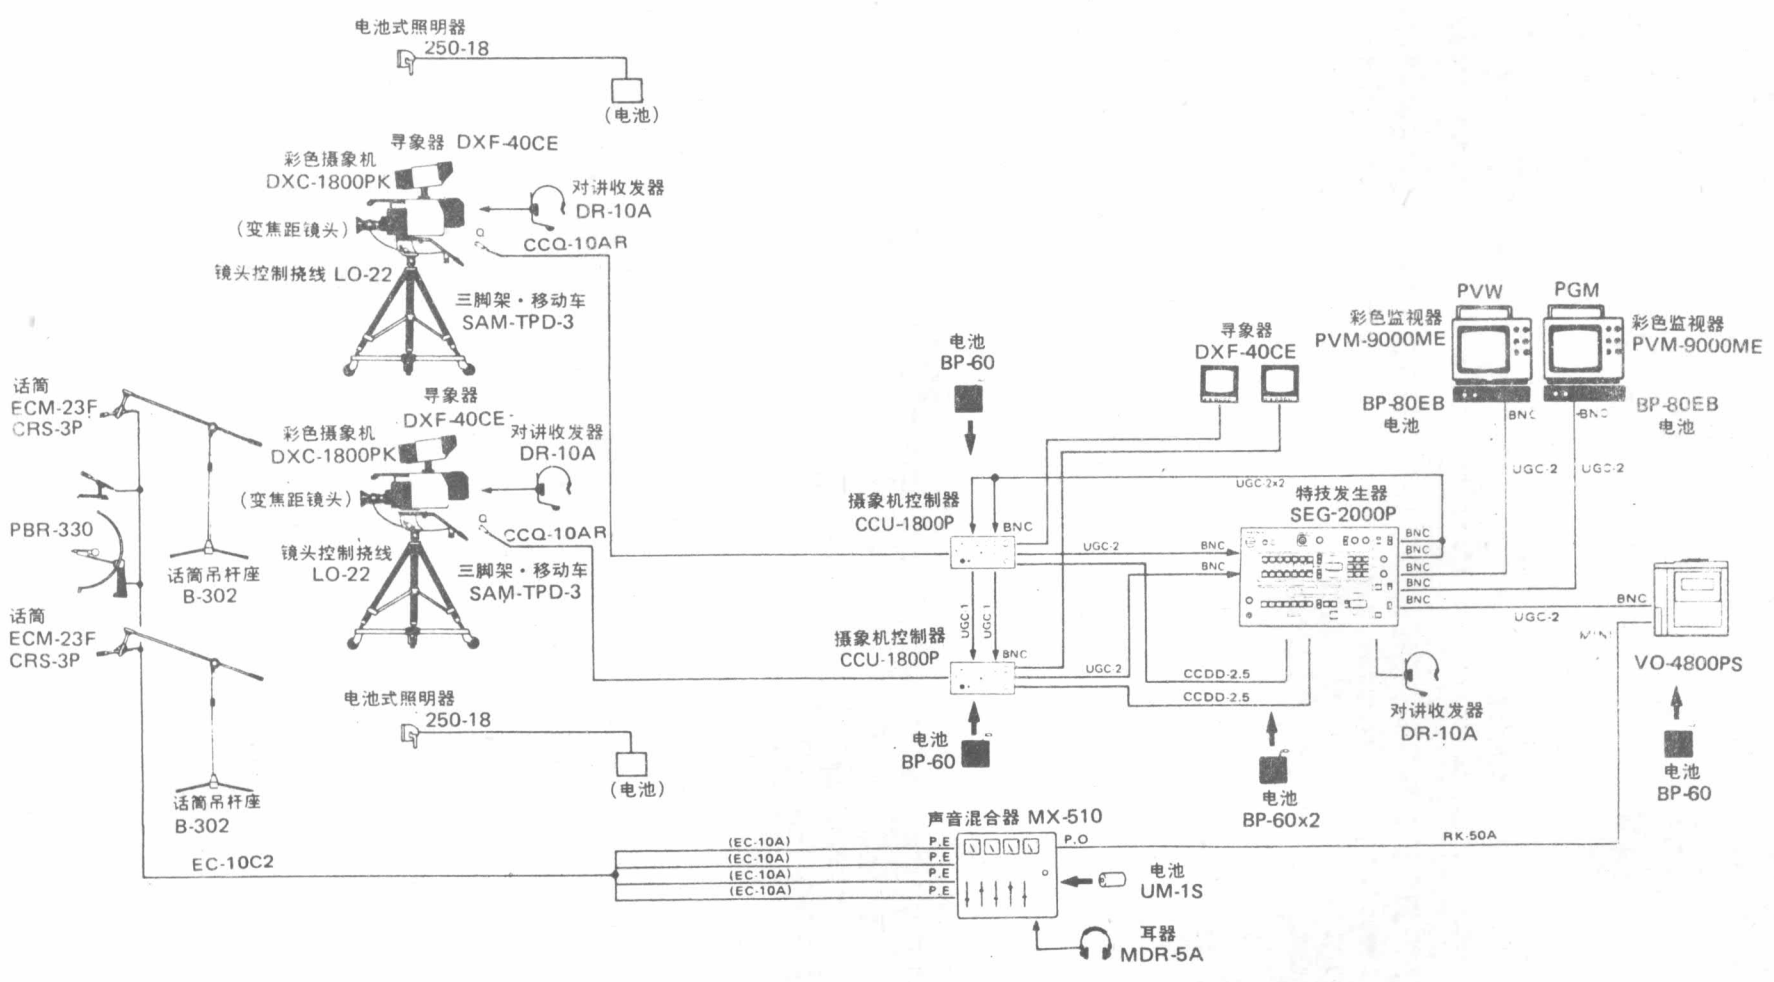 电池式照明器
250-18
(电池)
寻象器 DXF-40CE
彩色摄象机
DXC-1800PK
对讲收发器
DR-10A
(变焦距镜头)
CCQ-10AR
镜头控制挠线 LO-22
三脚架·移动车
SAM-TPD-3
话筒
ECM-23F
CRS-3P
寻象器
DXF-40CE
彩色摄象机
DXC-1800PK
对讲收发器
DR-10A
(变焦距镜头)
CCQ-10AR
PBR-330
镜头控制挠线
LO-22
三脚架·移动车
SAM-TPD-3
话筒吊杆座
B-302
话筒
ECM-23F
CRS-3P
电池式照明器
250-18
(电池)
话筒吊杆座
B-302
EC-10C2
电池
BP-60
寻象器
DXF-40CE
PVW
PGM
彩色监视器
PVM-9000ME
彩色监视器
PVM-9000ME
BP-80EB
电池
BNC
BNC
BP-80EB
电池
UGC-2
UGC-2
UGC-2x2
摄象机控制器
CCU-1800P
BNC
特技发生器
SEG-2000P
UGC-2
BNC
BNC
BNC
BNC
BNC
BNC
BNC
UGC-2
BNC
MINI
VO-4800PS
UGC 1
UGC 1
摄象机控制器
CCU-1800P
BNC
UGC-2
CCDD-2.5
CCDD-2.5
对讲收发器
DR-10A
电池
BP-60
电池
BP-60x2
电池
BP-60
声音混合器 MX-510
(EC-10A)
P.E
(EC-10A)
P.E
(EC-10A)
P.E
(EC-10A)
P.E
P.O
RK-50A
电池
UM-1S
耳器
MDR-5A